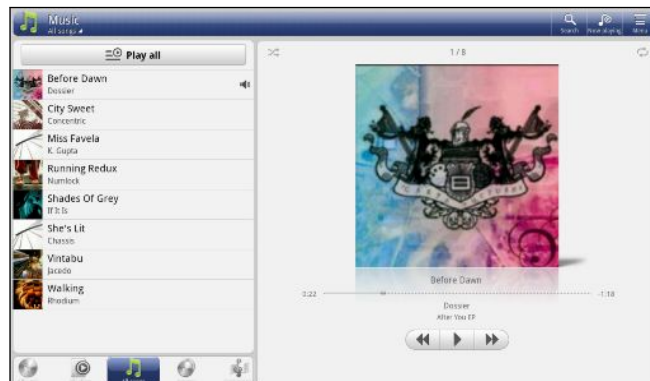 Music
All songs
Search
Now playing
Menu
Play all
1 / 8
Before Dawn
Dossier
City Sweet
Concentric
Miss Favela
K. Gupta
Running Redux
Numlock
Shades Of Grey
If It Is
She's Lit
Chassis
Vintabu
Jacedo
Walking
Rhodium
Before Dawn
0:22
-1:18
Dossier
After You EP
All songs